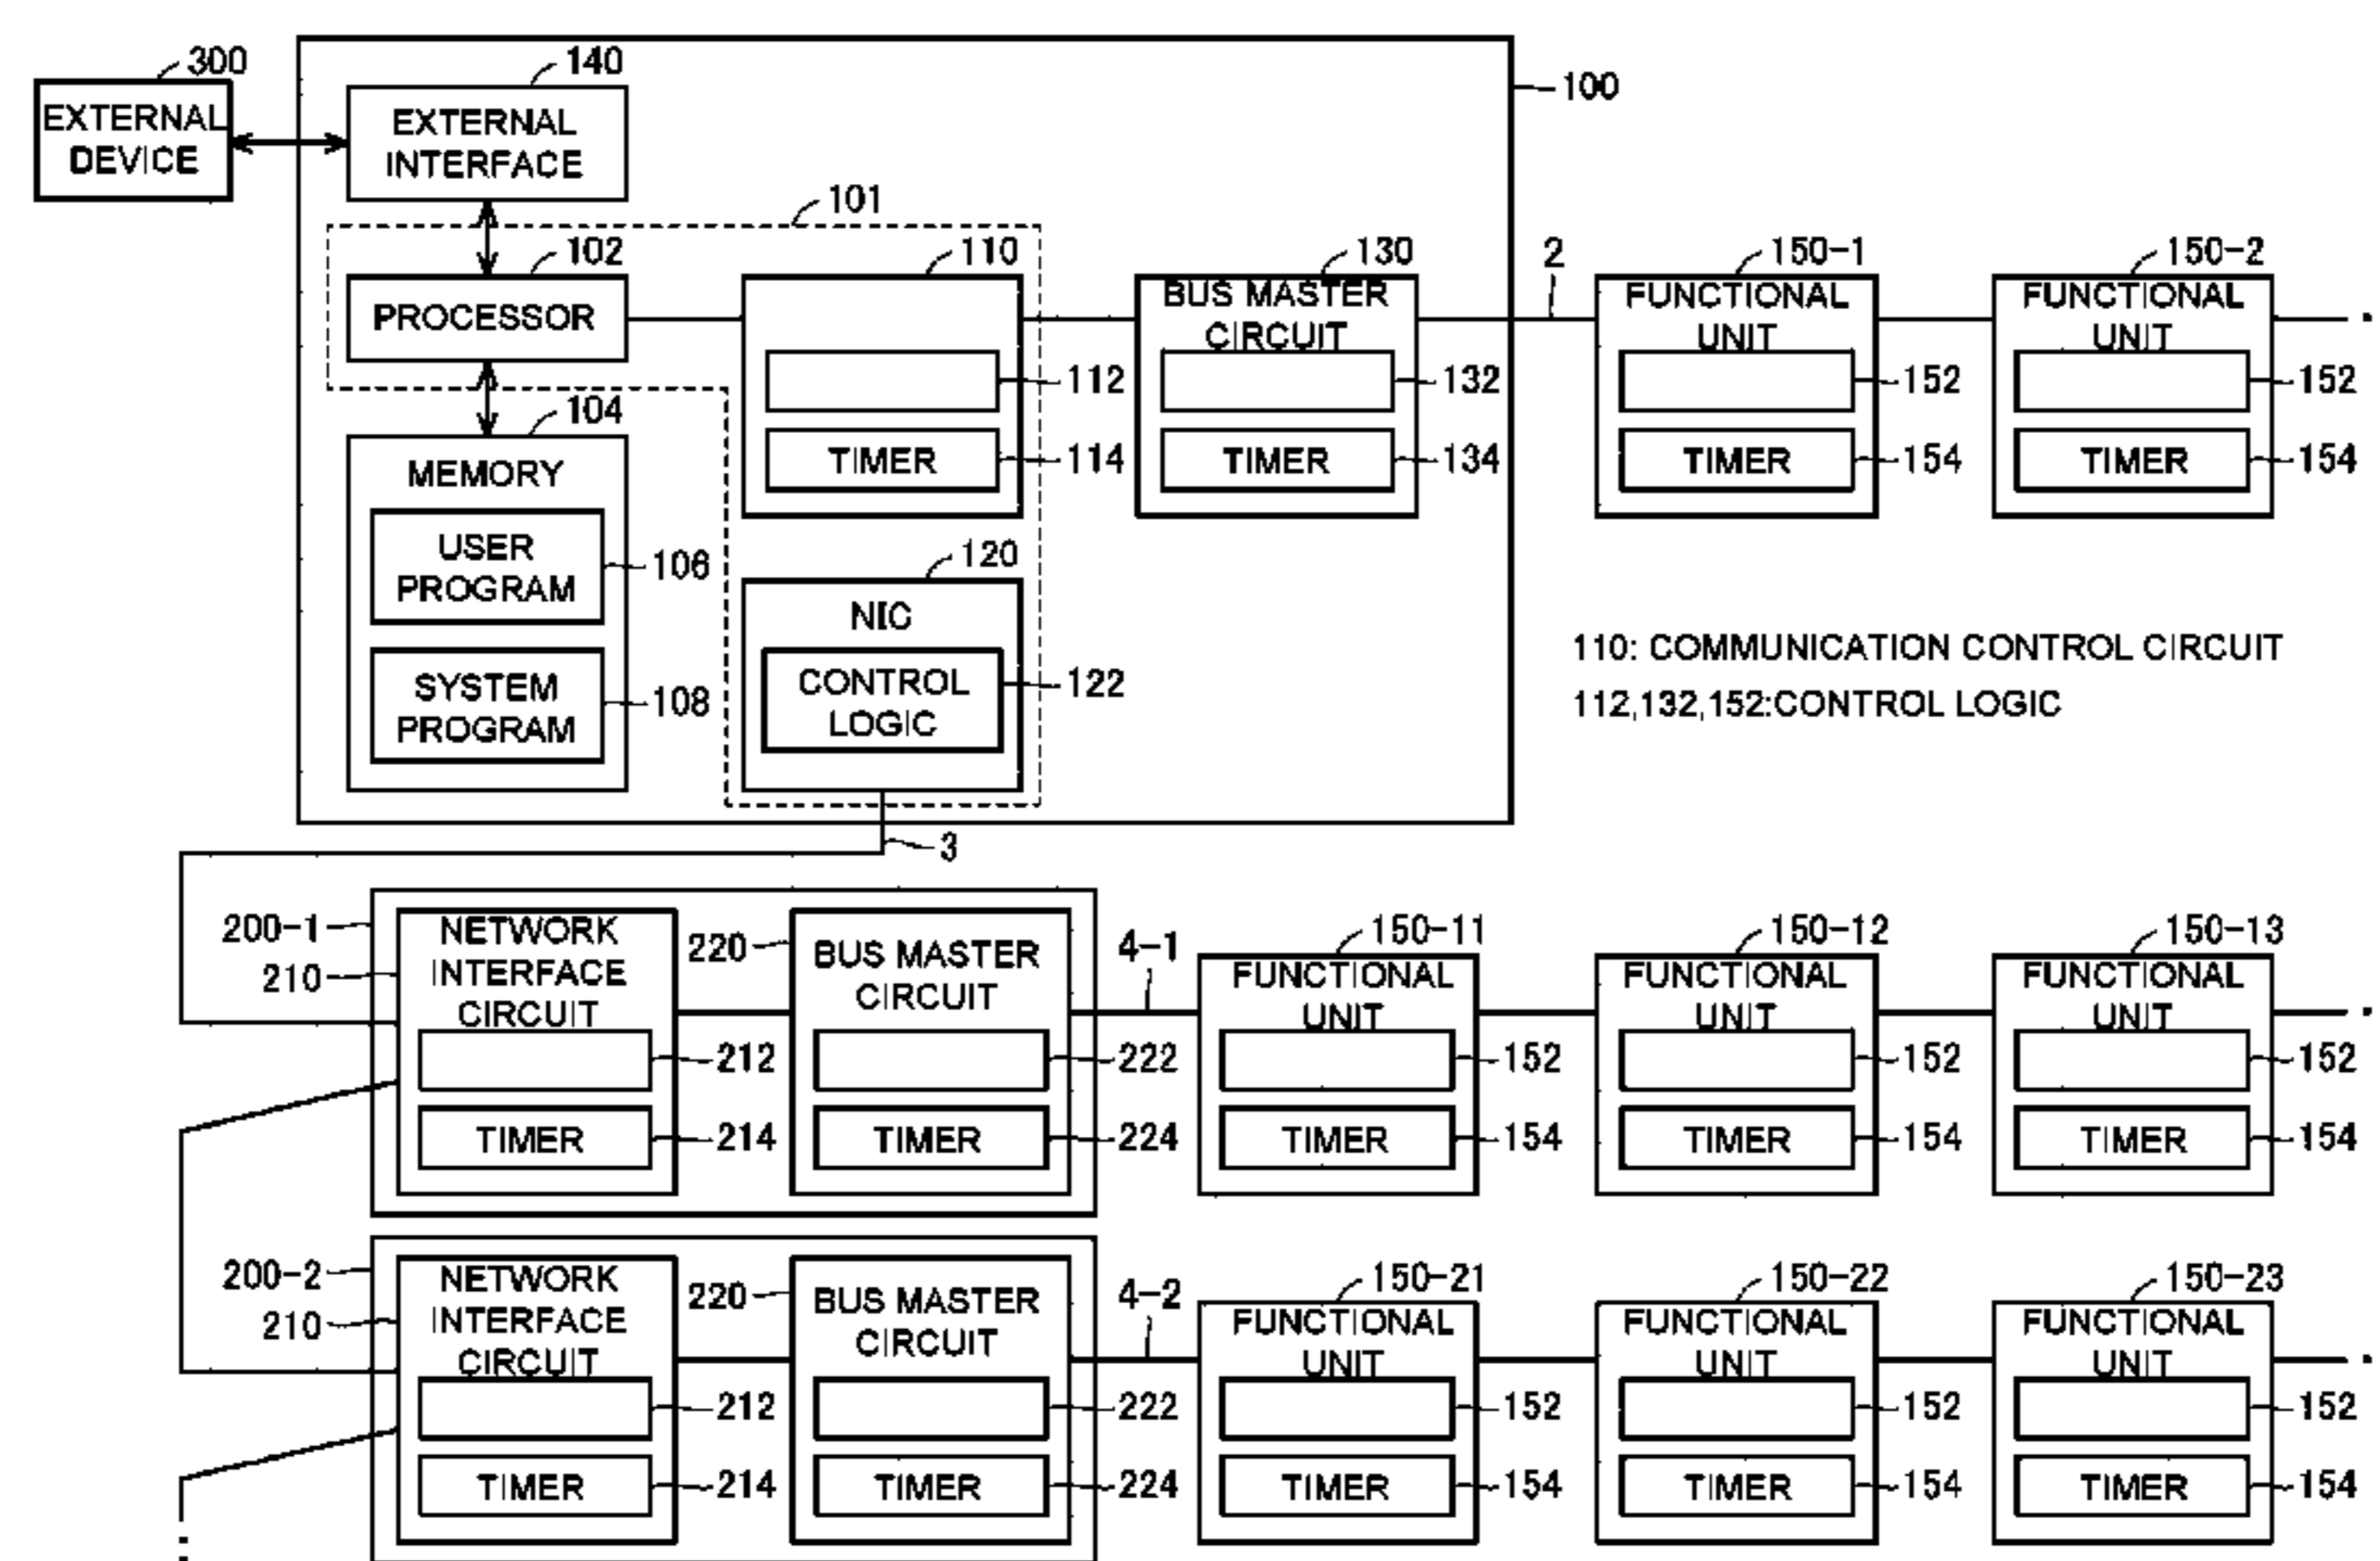 300
140
100
EXTERNAL
DEVICE
EXTERNAL
INTERFACE
101
102
110
130
2
150-1
150-2
PROCESSOR
BUS MASTER
CIRCUIT
FUNCTIONAL
UNIT
FUNCTIONAL
UNIT
112
132
152
152
104
MEMORY
TIMER
114
TIMER
134
TIMER
154
TIMER
154
USER
PROGRAM
106
120
NIC
CONTROL
LOGIC
122
SYSTEM
PROGRAM
108
110: COMMUNICATION CONTROL CIRCUIT
112,132,152:CONTROL LOGIC
3
200-1
210
NETWORK
INTERFACE
CIRCUIT
220
BUS MASTER
CIRCUIT
4-1
150-11
150-12
150-13
FUNCTIONAL
UNIT
FUNCTIONAL
UNIT
FUNCTIONAL
UNIT
212
222
152
152
152
TIMER
214
TIMER
224
TIMER
154
TIMER
154
TIMER
154
200-2
210
NETWORK
INTERFACE
CIRCUIT
220
BUS MASTER
CIRCUIT
4-2
150-21
150-22
150-23
FUNCTIONAL
UNIT
FUNCTIONAL
UNIT
FUNCTIONAL
UNIT
212
222
152
152
152
TIMER
214
TIMER
224
TIMER
154
TIMER
154
TIMER
154